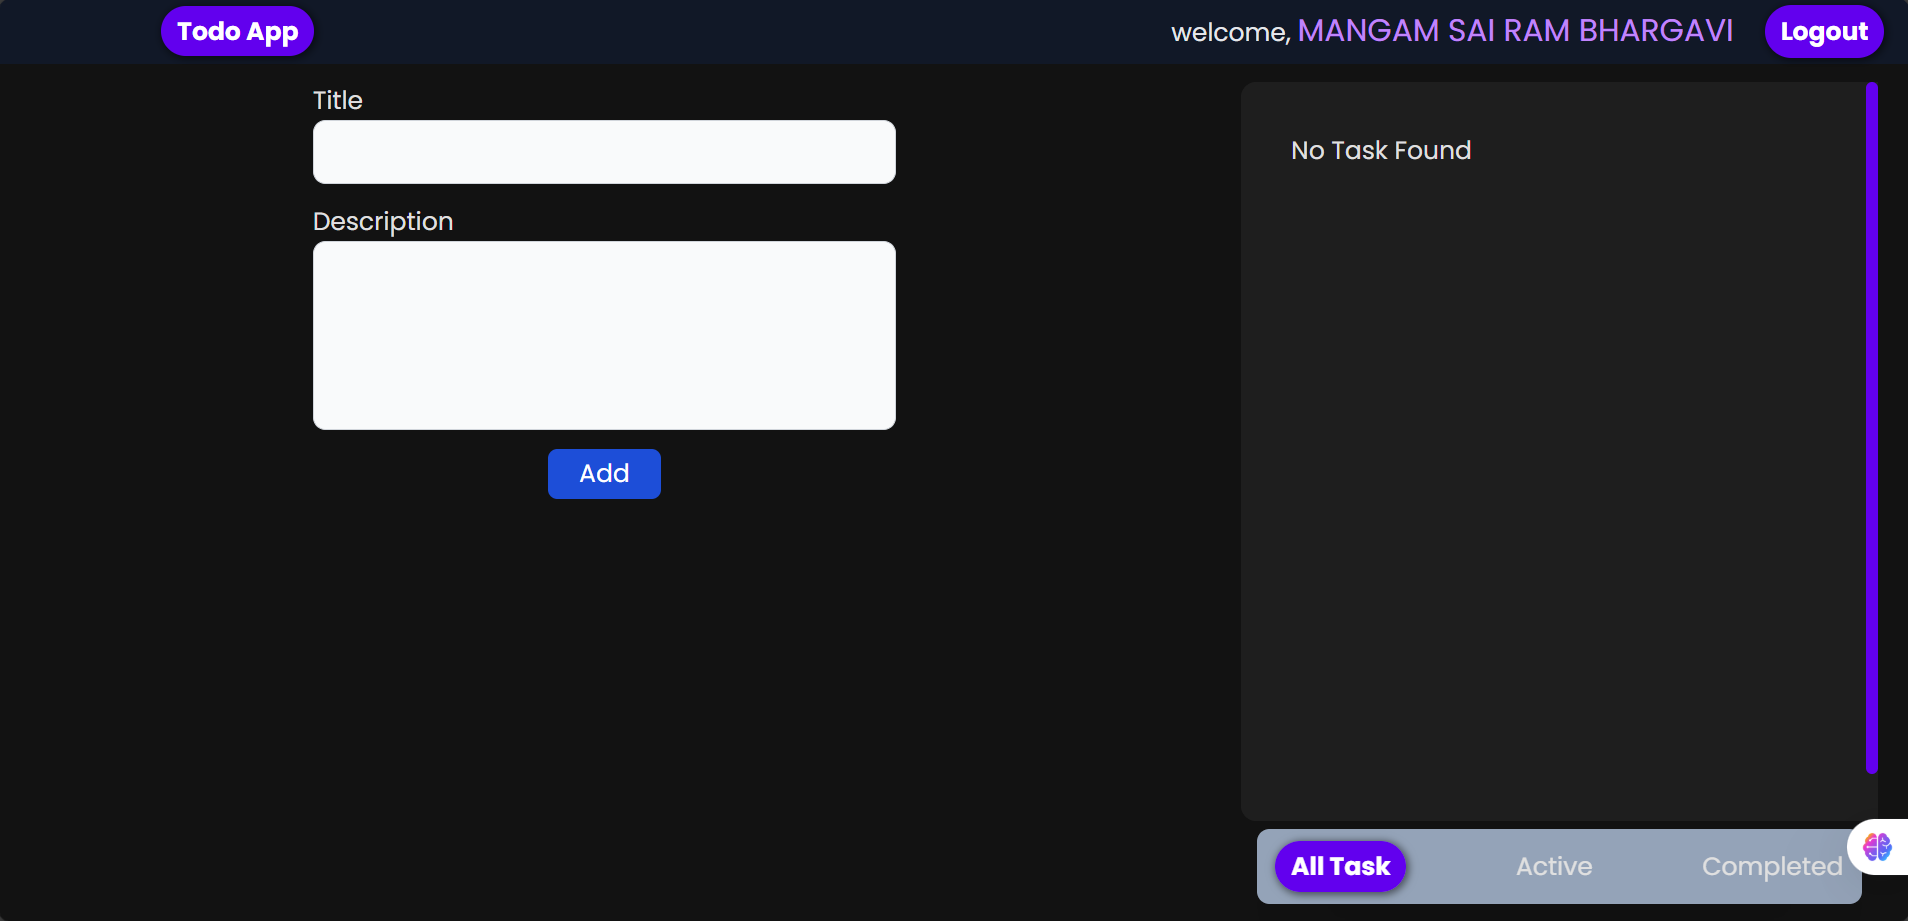 Todo App
welcome, MANGAM SAI RAM BHARGAVI
Logout
Title
Description
Add
No Task Found
All Task
Active
Completed